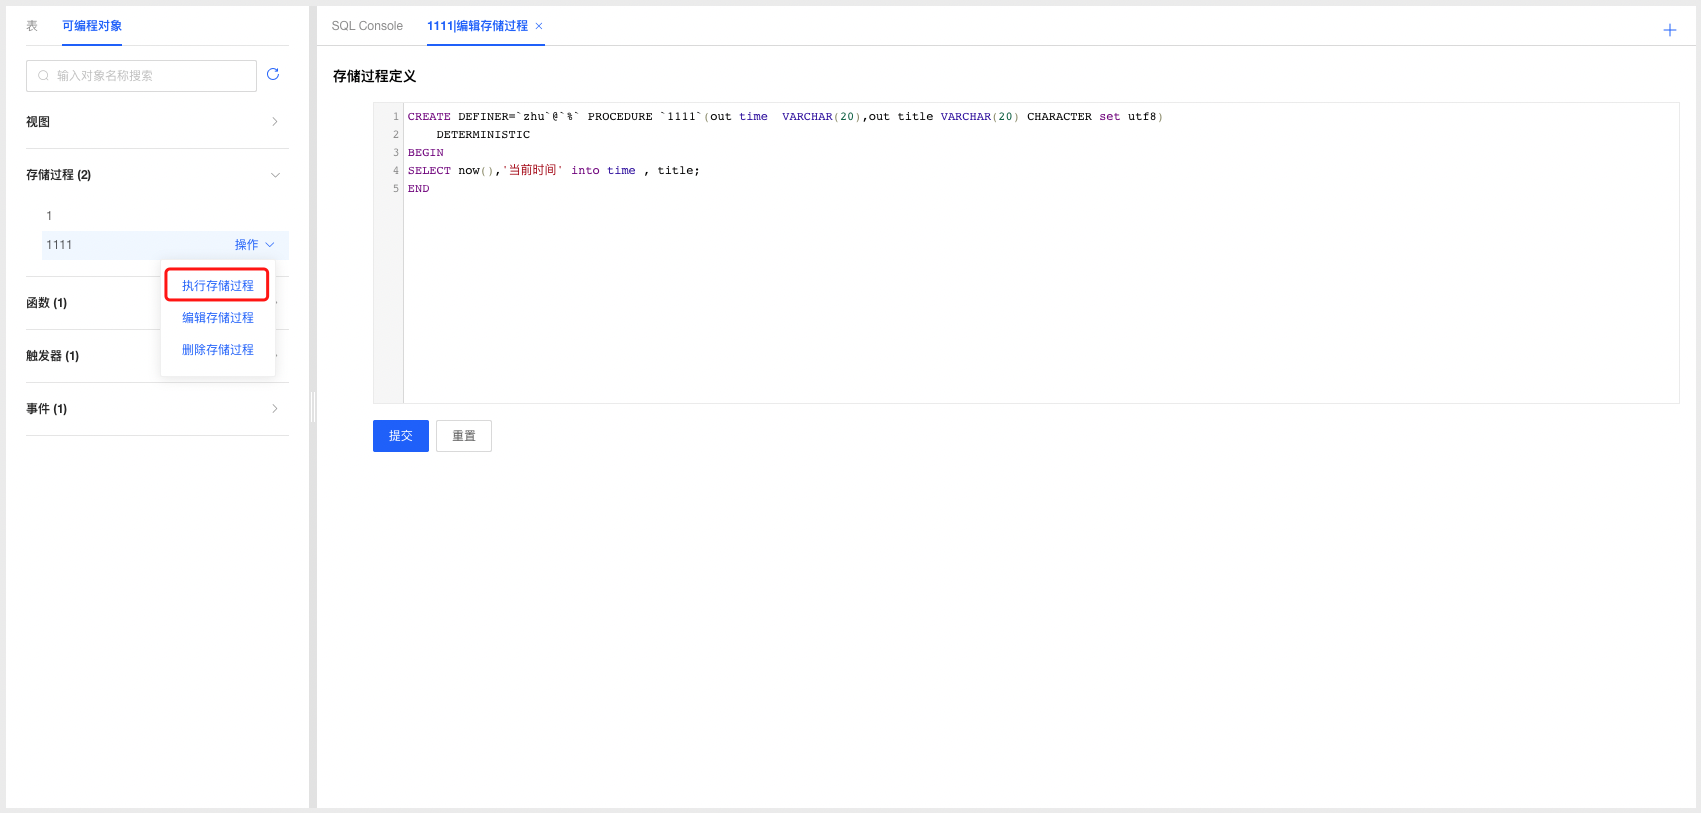 表 可编程对象
输入对象名称搜索
视图
存储过程 (2)
1
1111 操作
执行存储过程
编辑存储过程
删除存储过程
函数 (1)
触发器 (1)
事件 (1)
SQL Console 1111|编辑存储过程 ×
存储过程定义
1 CREATE DEFINER=`zhu`@`%` PROCEDURE `1111`(out time  VARCHAR(20),out title VARCHAR(20) CHARACTER set utf8)
2     DETERMINISTIC
3 BEGIN
4 SELECT now(),'当前时间' into time , title;
5 END
提交 重置